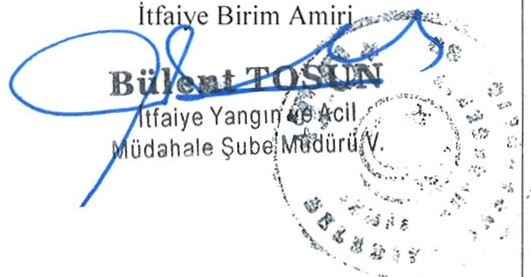 İtfaiye Birim Amiri
Bülent TOSUN
İtfaiye Yangın ve Acil
Müdahale Şube Müdürü V.